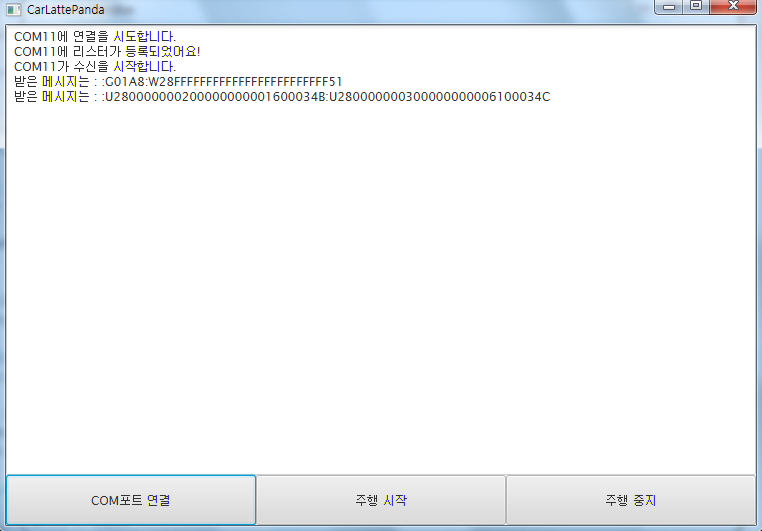 CarLattePanda
COM11에 연결을 시도합니다.
COM11에 리스터가 등록되었어요!
COM11가 수신을 시작합니다.
받은 메시지는 : :G01A8:W28FFFFFFFFFFFFFFFFFFFFFFFF51
받은 메시지는 : :U280000000200000000001600034B:U280000000300000000006100034C
COM포트 연결
주행 시작
주행 중지